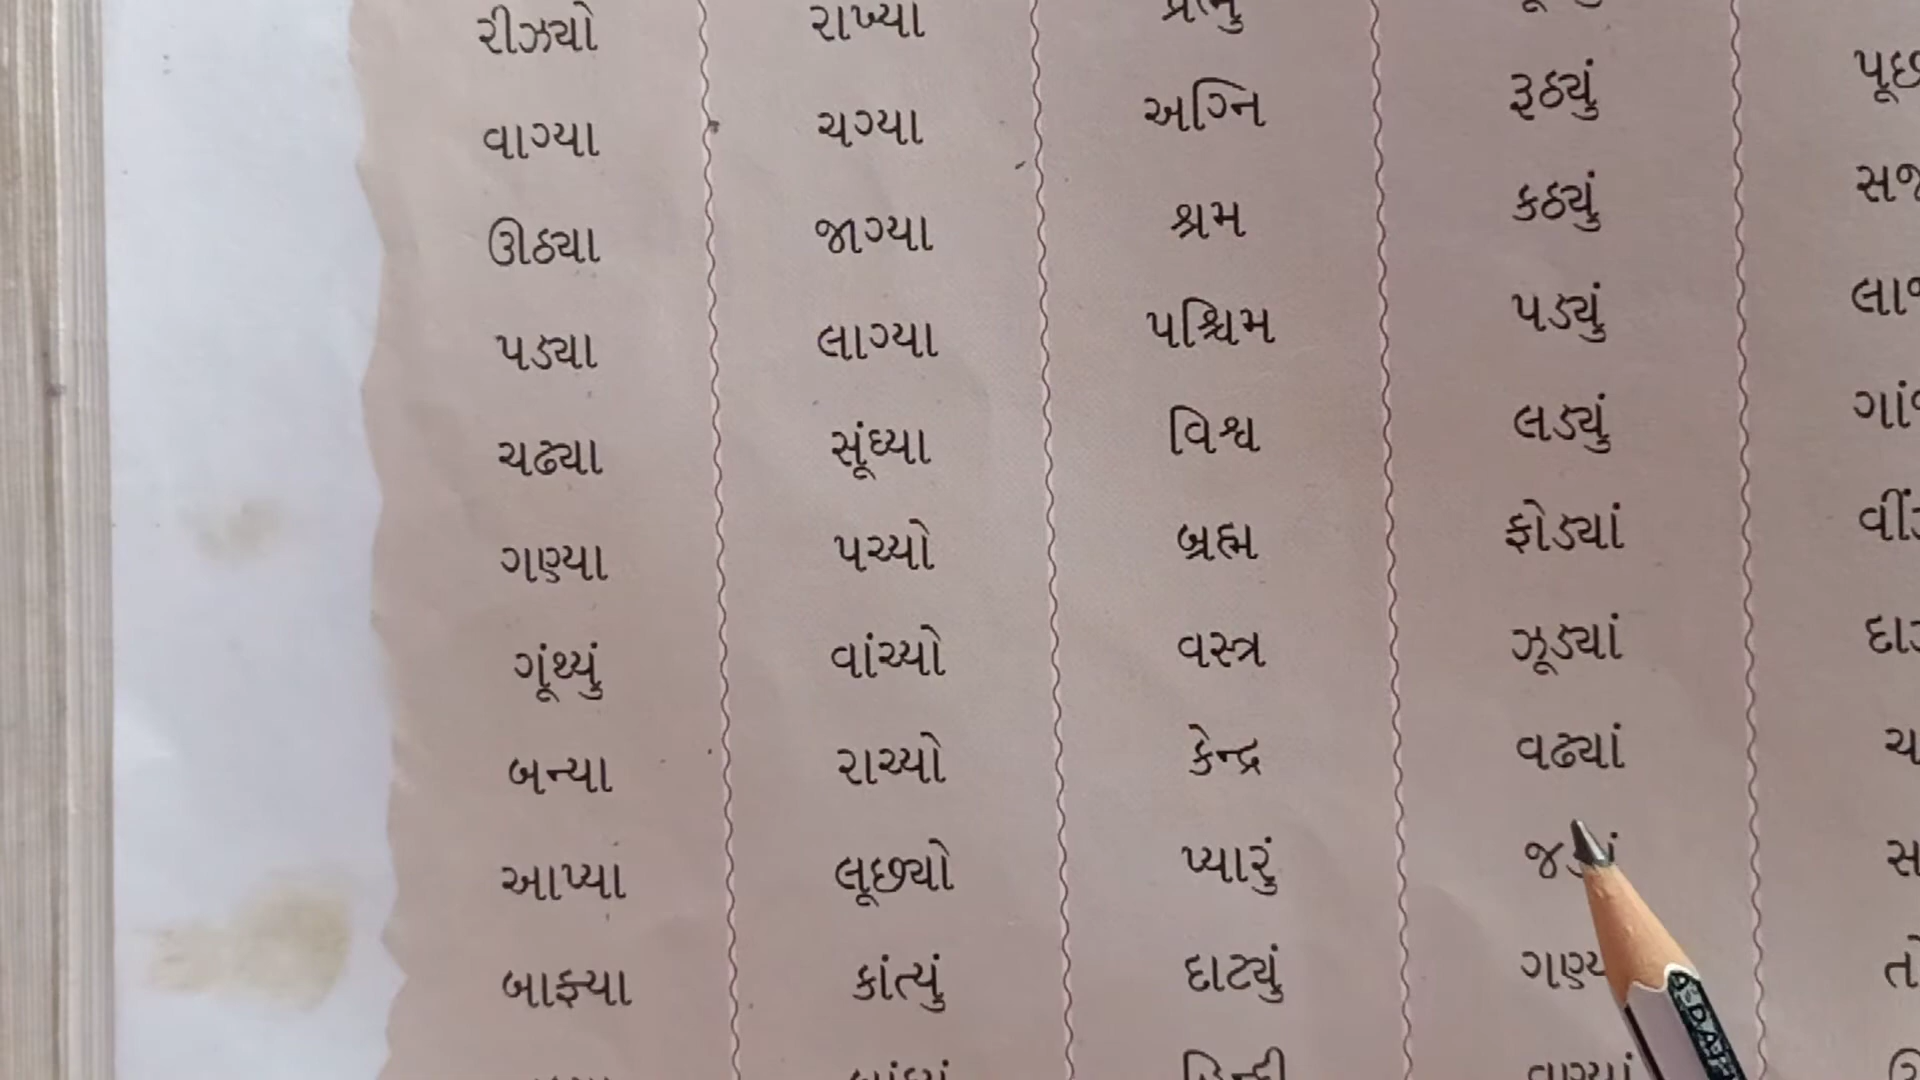 રીઝ્યો રાખ્યા
વાગ્યા ચગ્યા અગ્નિ રૂઠ્યું
ઊઠ્યા જાગ્યા શ્રમ કઠ્યું
પડ્યા લાગ્યા પશ્ચિમ પડ્યું
ચઢ્યા સૂંઘ્યા વિશ્વ લડ્યું
ગણ્યા પચ્યો બ્રહ્મ ફોડ્યાં
ગૂંથ્યું વાંચ્યો વસ્ત્ર ઝૂડ્યાં
બન્યા રાચ્યો કેન્દ્ર વઢ્યાં
આપ્યા લૂછ્યો પ્યારું
બાફ્યા કાંત્યું દાટ્યું